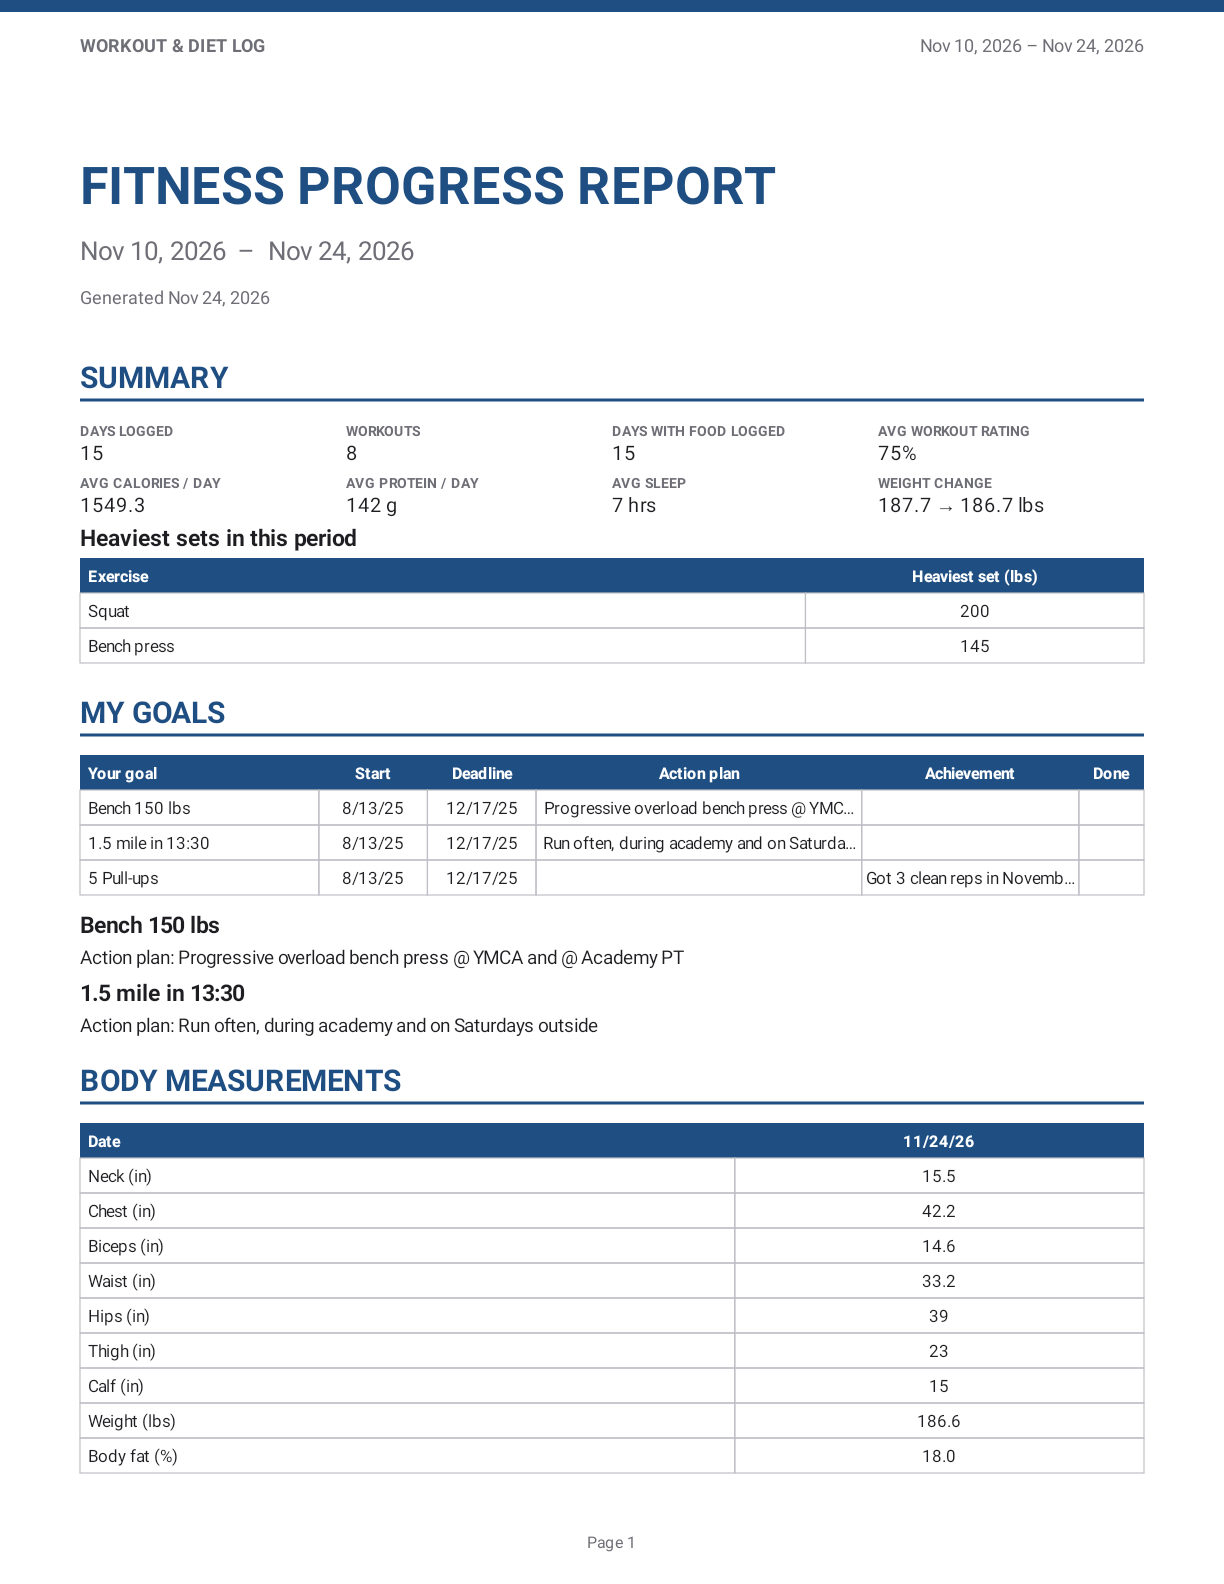 WORKOUT & DIET LOG Nov 10, 2026 – Nov 24, 2026
FITNESS PROGRESS REPORT
Nov 10, 2026 – Nov 24, 2026
Generated Nov 24, 2026
SUMMARY
DAYS LOGGED WORKOUTS DAYS WITH FOOD LOGGED AVG WORKOUT RATING
15 8 15 75%
AVG CALORIES / DAY AVG PROTEIN / DAY AVG SLEEP WEIGHT CHANGE
1549.3 142 g 7 hrs 187.7 → 186.7 lbs
Heaviest sets in this period
Exercise Heaviest set (lbs)
Squat 200
Bench press 145
MY GOALS
Your goal Start Deadline Action plan Achievement Done
Bench 150 lbs 8/13/25 12/17/25 Progressive overload bench press @ YMC...
1.5 mile in 13:30 8/13/25 12/17/25 Run often, during academy and on Saturda...
5 Pull-ups 8/13/25 12/17/25 Got 3 clean reps in Novemb...
Bench 150 lbs
Action plan: Progressive overload bench press @ YMCA and @ Academy PT
1.5 mile in 13:30
Action plan: Run often, during academy and on Saturdays outside
BODY MEASUREMENTS
Date 11/24/26
Neck (in) 15.5
Chest (in) 42.2
Biceps (in) 14.6
Waist (in) 33.2
Hips (in) 39
Thigh (in) 23
Calf (in) 15
Weight (lbs) 186.6
Body fat (%) 18.0
Page 1